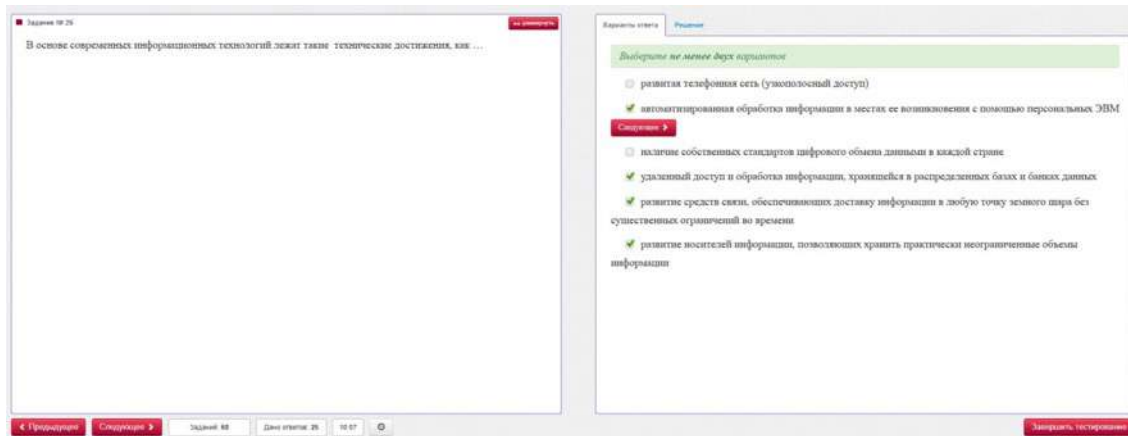 Задание № 26
развернуть
В основе современных информационных технологий лежат такие технические достижения, как …
Варианты ответа
Решение
Выберите не менее двух вариантов
развитая телефонная сеть (узкополосный доступ)
автоматизированная обработка информации в местах ее возникновения с помощью персональных ЭВМ
Следующее
наличие собственных стандартов цифрового обмена данными в каждой стране
удаленный доступ и обработка информации, хранящейся в распределенных базах и банках данных
развитие средств связи, обеспечивающих доставку информации в любую точку земного шара без
существенных ограничений во времени
развитие носителей информации, позволяющих хранить практически неограниченные объемы
информации
Предыдущее
Следующее
Заданий:
Дано ответов:
Завершить тестирование